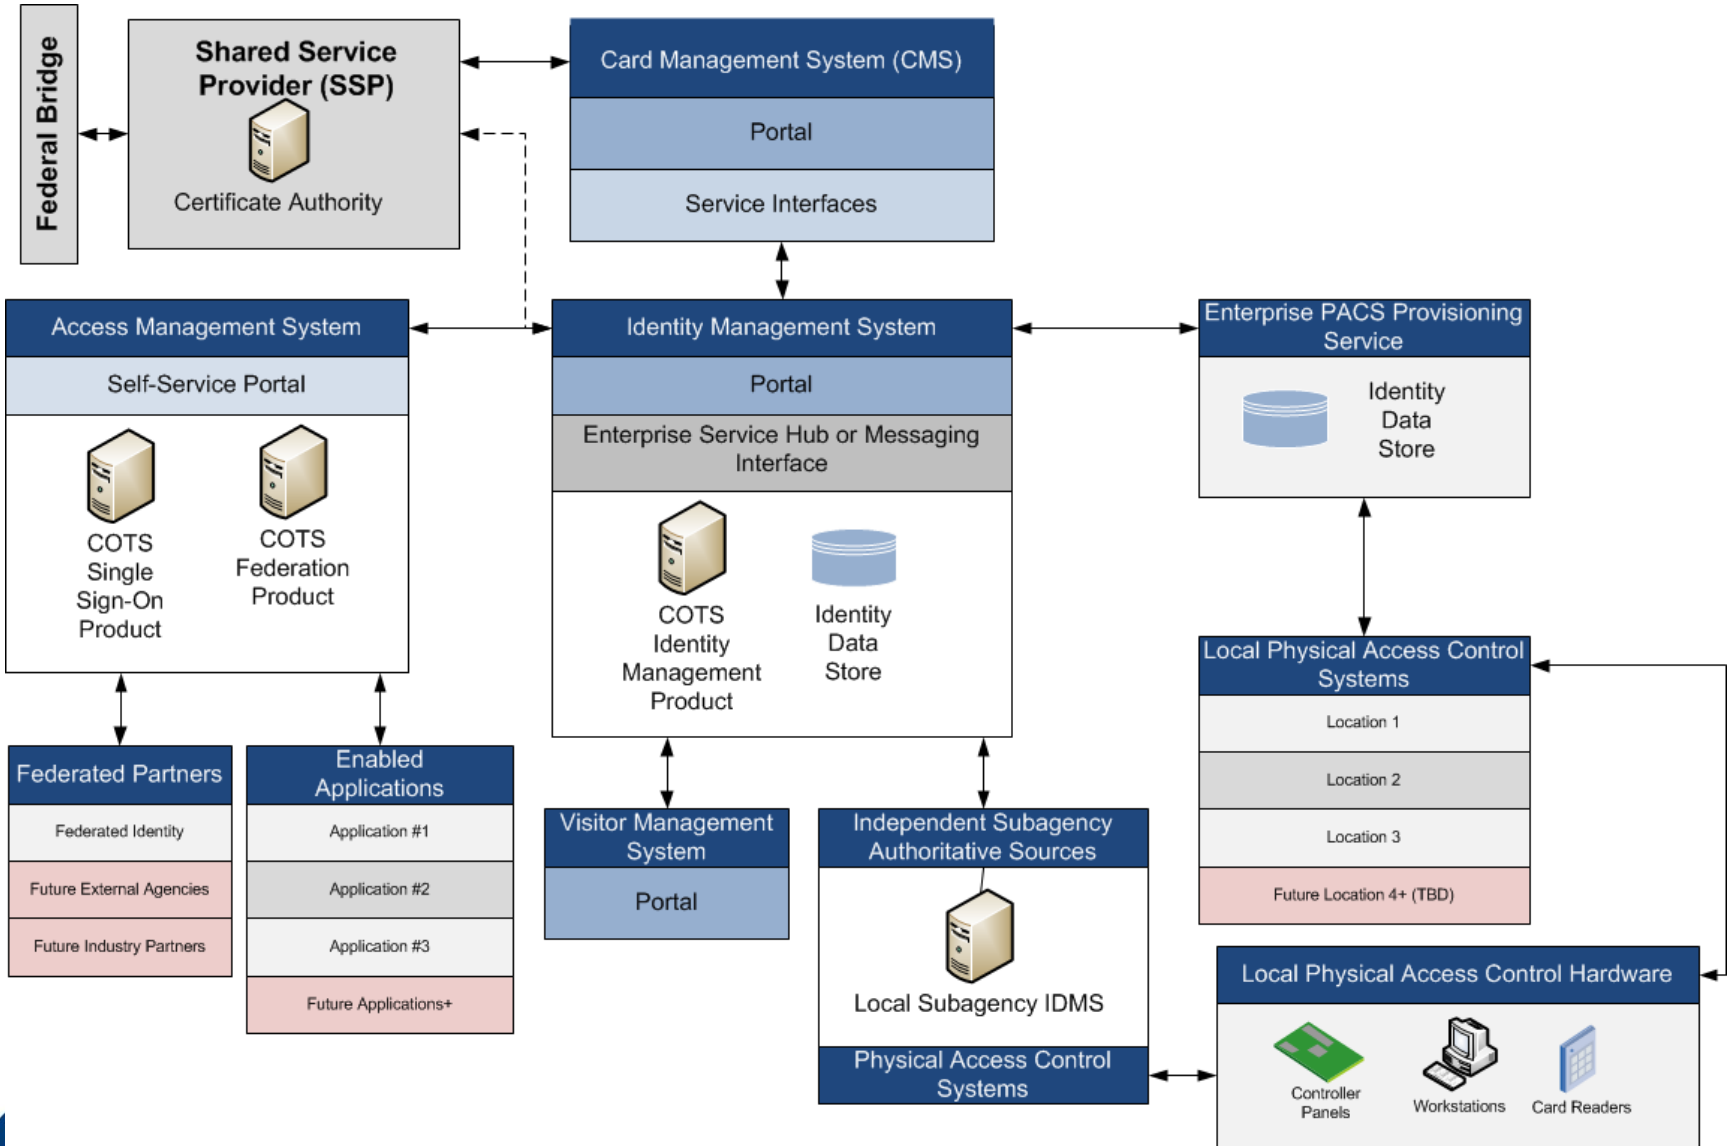 Federal Bridge
Shared Service
Provider (SSP)
Certificate Authority
Card Management System (CMS)
Portal
Service Interfaces
Access Management System
Self-Service Portal
COTS
Single
Sign-On
Product
COTS
Federation
Product
Identity Management System
Portal
Enterprise Service Hub or Messaging
Interface
COTS
Identity
Management
Product
Identity
Data
Store
Enterprise PACS Provisioning
Service
Identity
Data
Store
Local Physical Access Control
Systems
Location 1
Location 2
Location 3
Future Location 4+ (TBD)
Federated Partners
Federated Identity
Future External Agencies
Future Industry Partners
Enabled
Applications
Application #1
Application #2
Application #3
Future Applications+
Visitor Management
System
Portal
Independent Subagency
Authoritative Sources
Local Subagency IDMS
Physical Access Control
Systems
Local Physical Access Control Hardware
Controller
Panels
Workstations
Card Readers